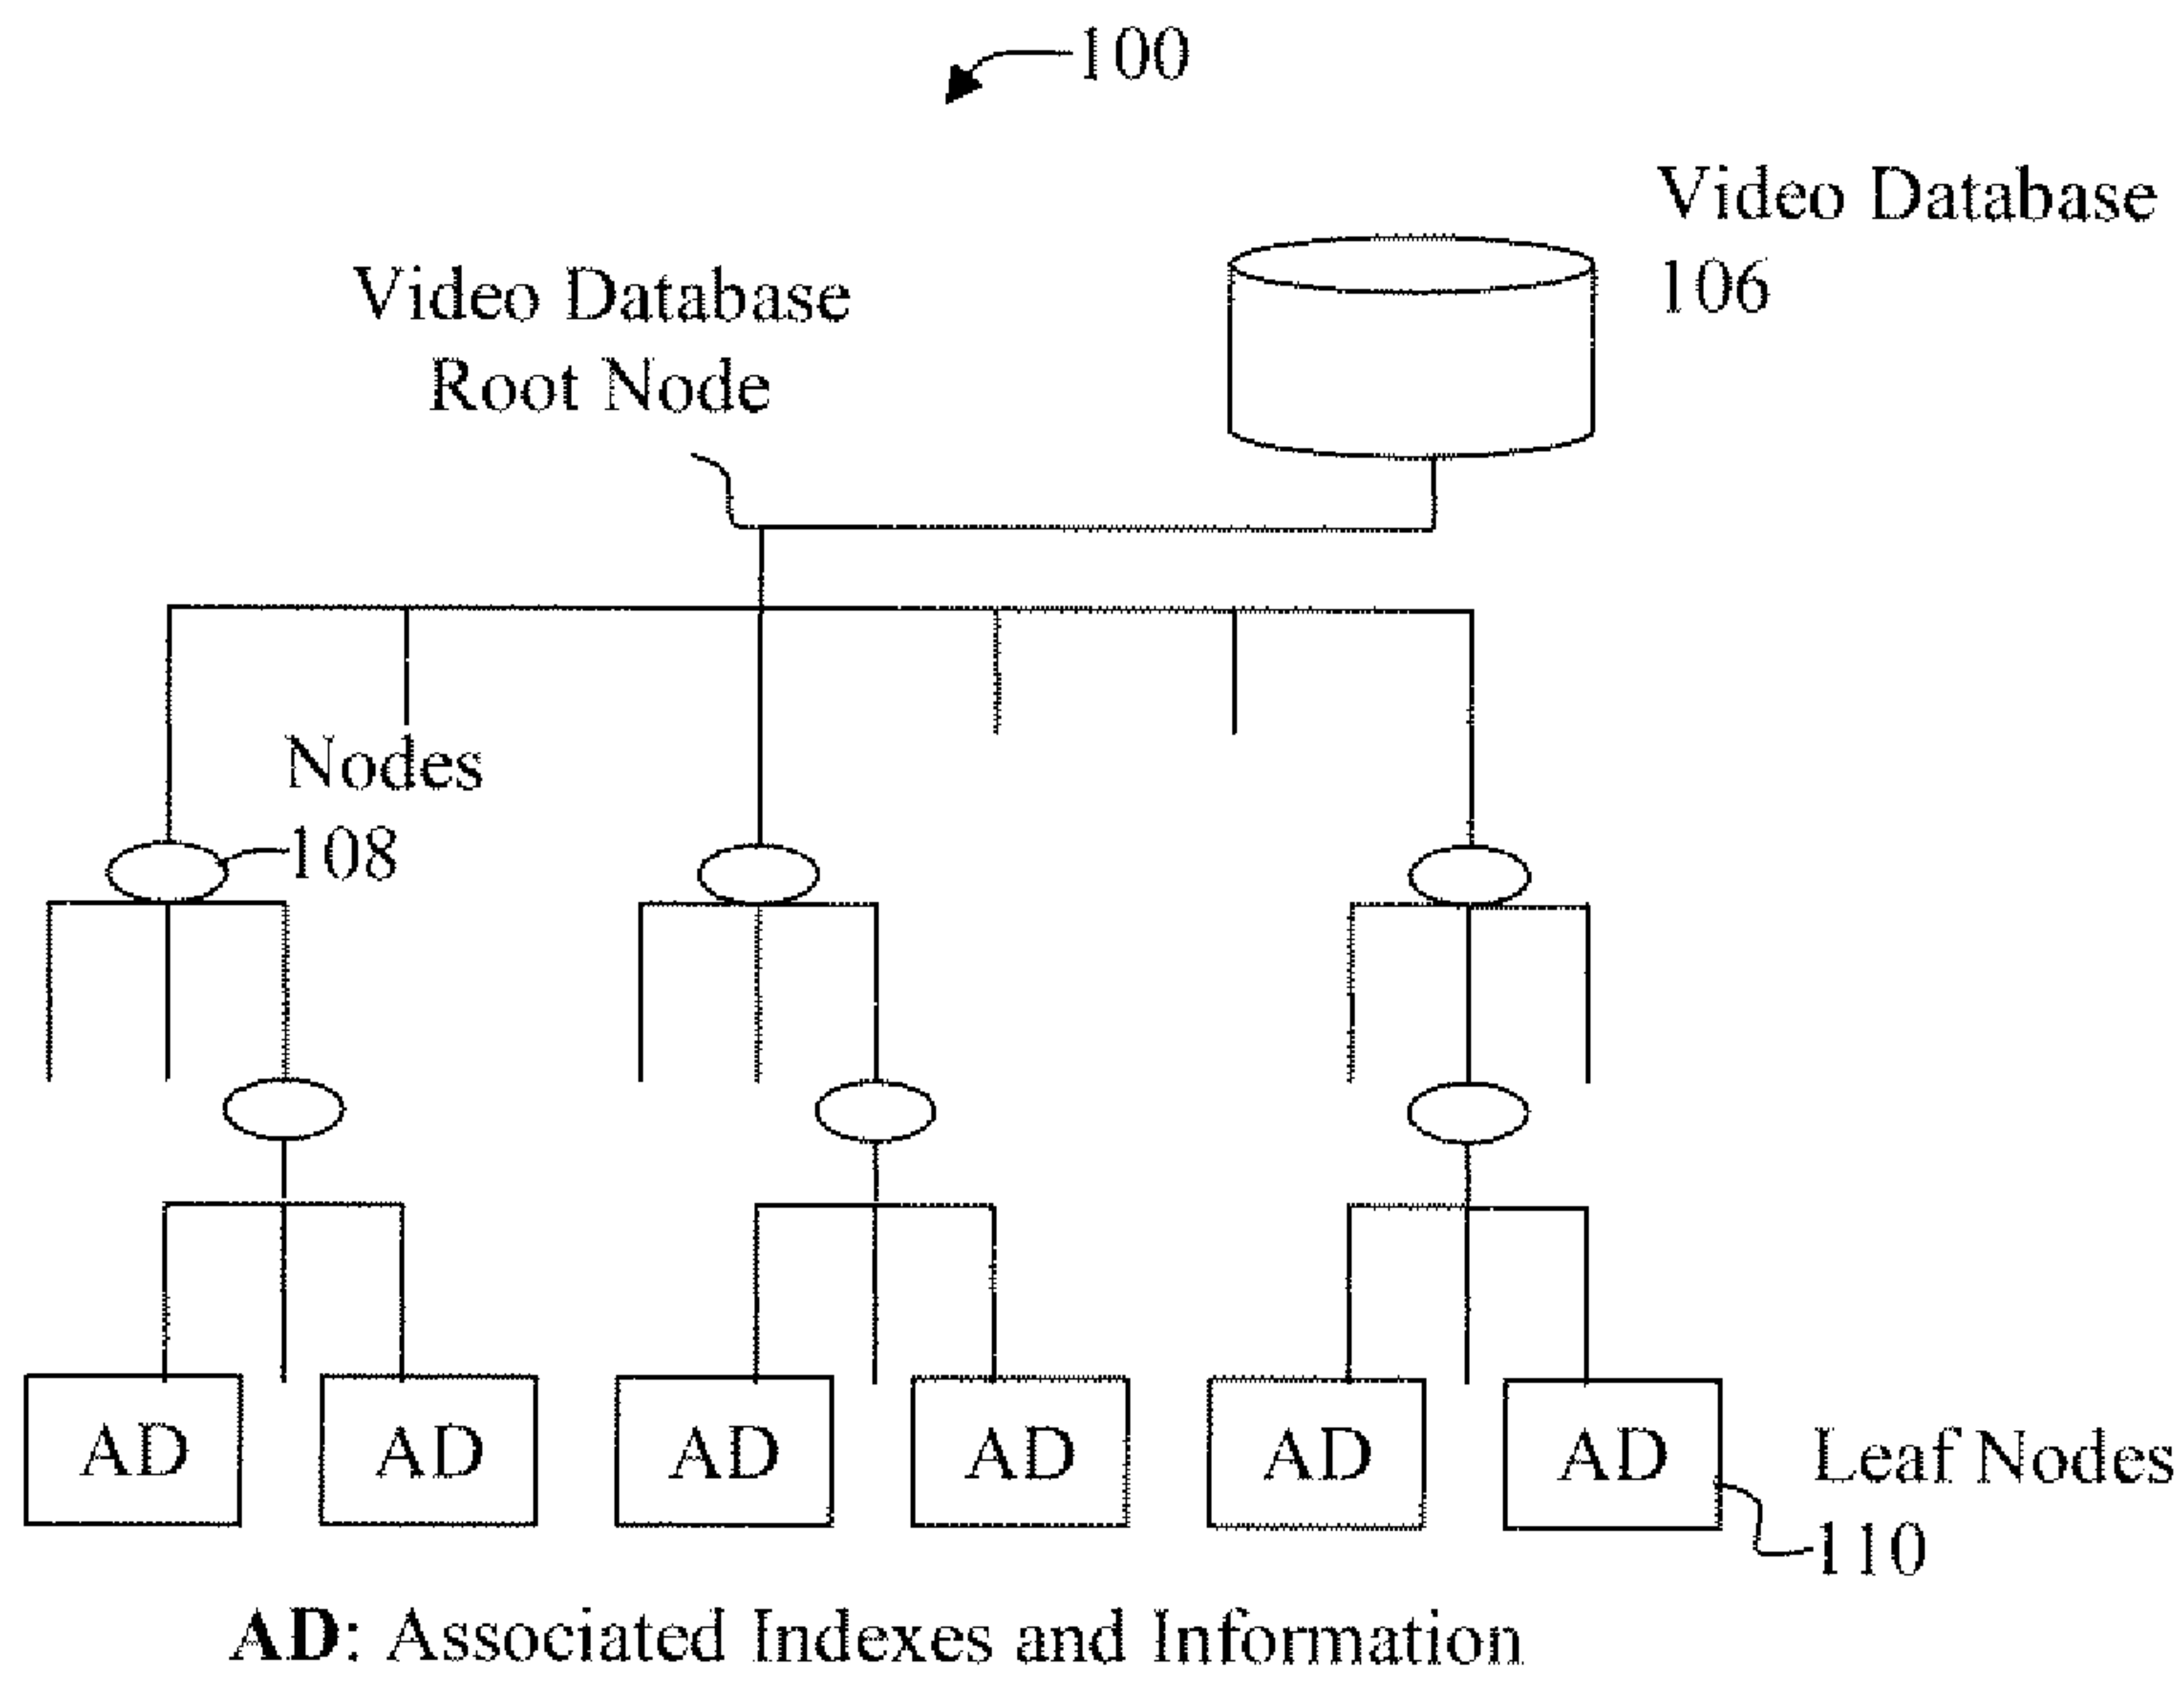 100
Video Database
106
Video Database
Root Node
Nodes
108
AD AD AD AD AD AD
Leaf Nodes
110
AD: Associated Indexes and Information